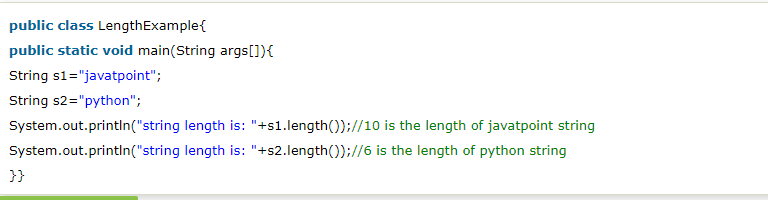 public class LengthExample{
public static void main(String args[]){
String s1="javatpoint";
String s2="python";
System.out.println("string length is: "+s1.length());//10 is the length of javatpoint string
System.out.println("string length is: "+s2.length());//6 is the length of python string
}}